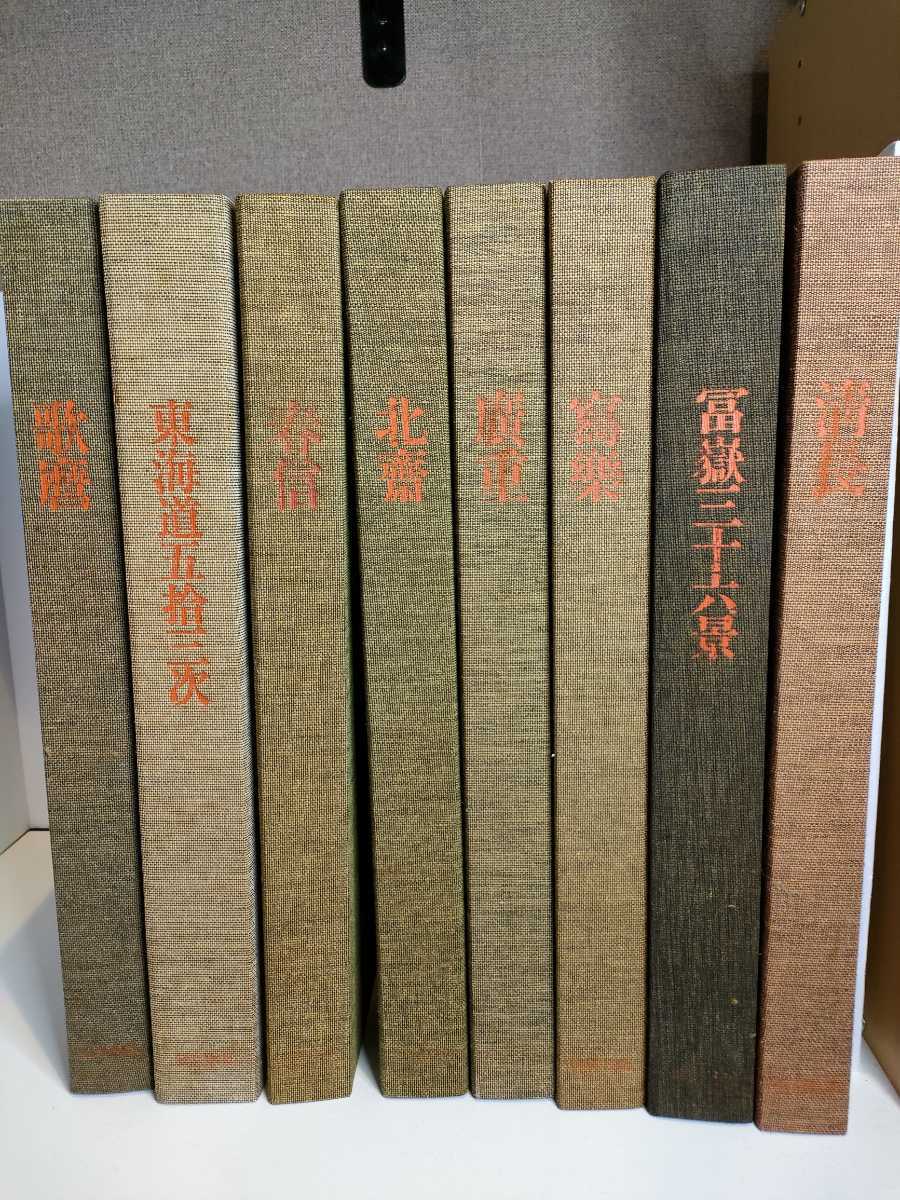 歌麿
東海道五拾三次
春信
北齋
廣重
寫樂
冨嶽三十六景
清長